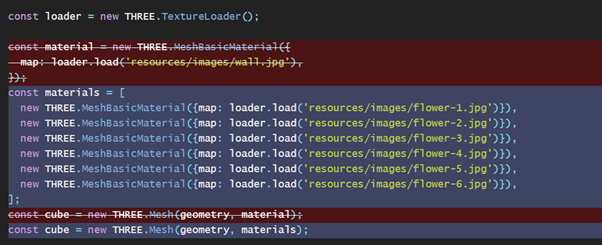 const loader = new THREE.TextureLoader();
const material = new THREE.MeshBasicMaterial({
map: loader.load('resources/images/wall.jpg'),
});
const materials = [
new THREE.MeshBasicMaterial({map: loader.load('resources/images/flower-1.jpg')}),
new THREE.MeshBasicMaterial({map: loader.load('resources/images/flower-2.jpg')}),
new THREE.MeshBasicMaterial({map: loader.load('resources/images/flower-3.jpg')}),
new THREE.MeshBasicMaterial({map: loader.load('resources/images/flower-4.jpg')}),
new THREE.MeshBasicMaterial({map: loader.load('resources/images/flower-5.jpg')}),
new THREE.MeshBasicMaterial({map: loader.load('resources/images/flower-6.jpg')}),
];
const cube = new THREE.Mesh(geometry, material);
const cube = new THREE.Mesh(geometry, materials);